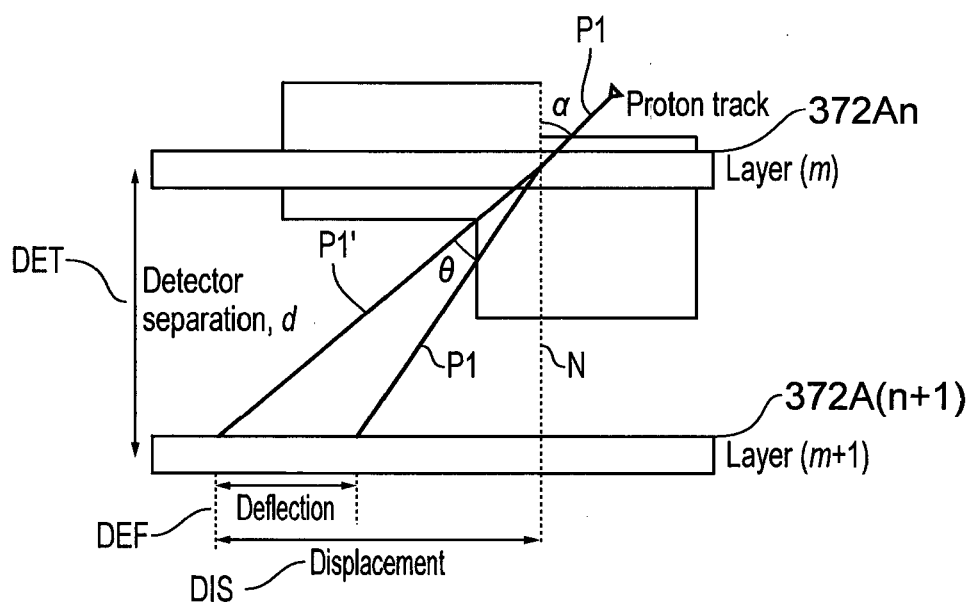 P1
α
Proton track
372An
Layer (m)
DET
Detector
separation, d
P1'
θ
P1
N
372A(n+1)
Layer (m+1)
DEF
Deflection
DIS
Displacement